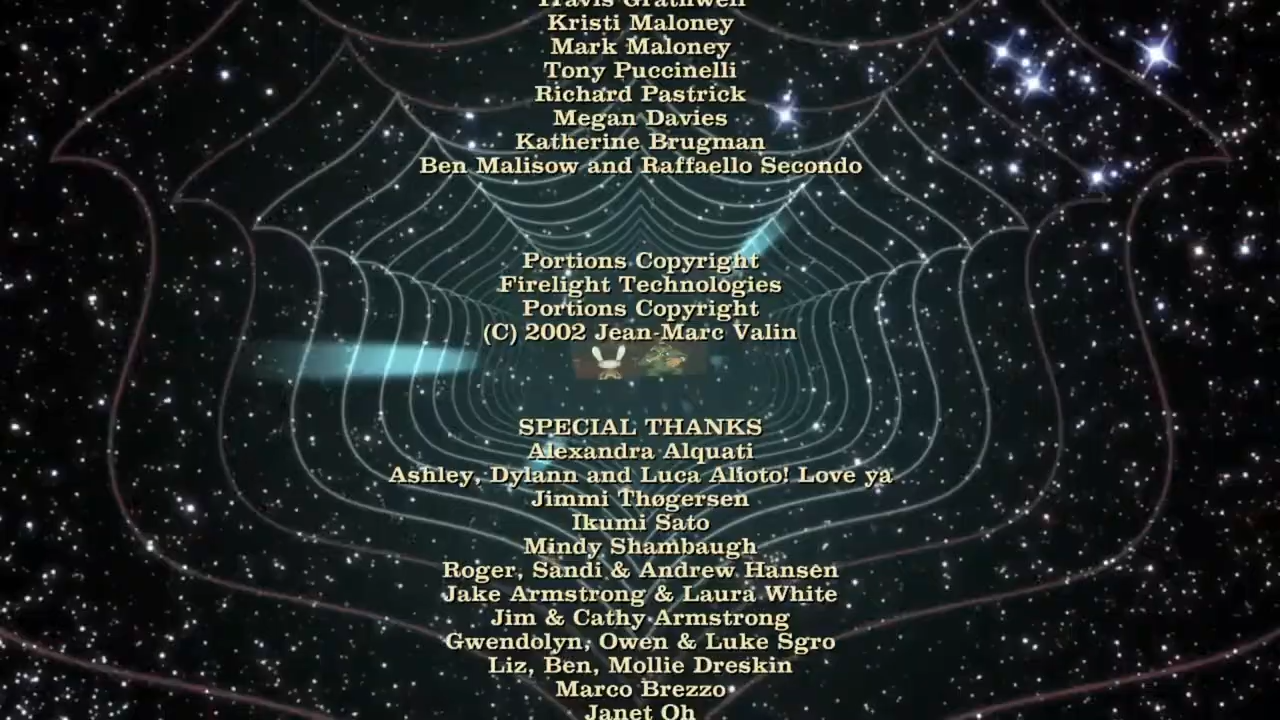 Travis Grathwell
Kristi Maloney
Mark Maloney
Tony Puccinelli
Richard Pastrick
Megan Davies
Katherine Brugman
Ben Malisow and Raffaello Secondo
Portions Copyright
Firelight Technologies
Portions Copyright
(C) 2002 Jean-Marc Valin
SPECIAL THANKS
Alexandra Alquati
Ashley, Dylann and Luca Alioto! Love ya
Jimmi Thøgersen
Ikumi Sato
Mindy Shambaugh
Roger, Sandi & Andrew Hansen
Jake Armstrong & Laura White
Jim & Cathy Armstrong
Gwendolyn, Owen & Luke Sgro
Liz, Ben, Mollie Dreskin
Marco Brezzo
Janet Oh